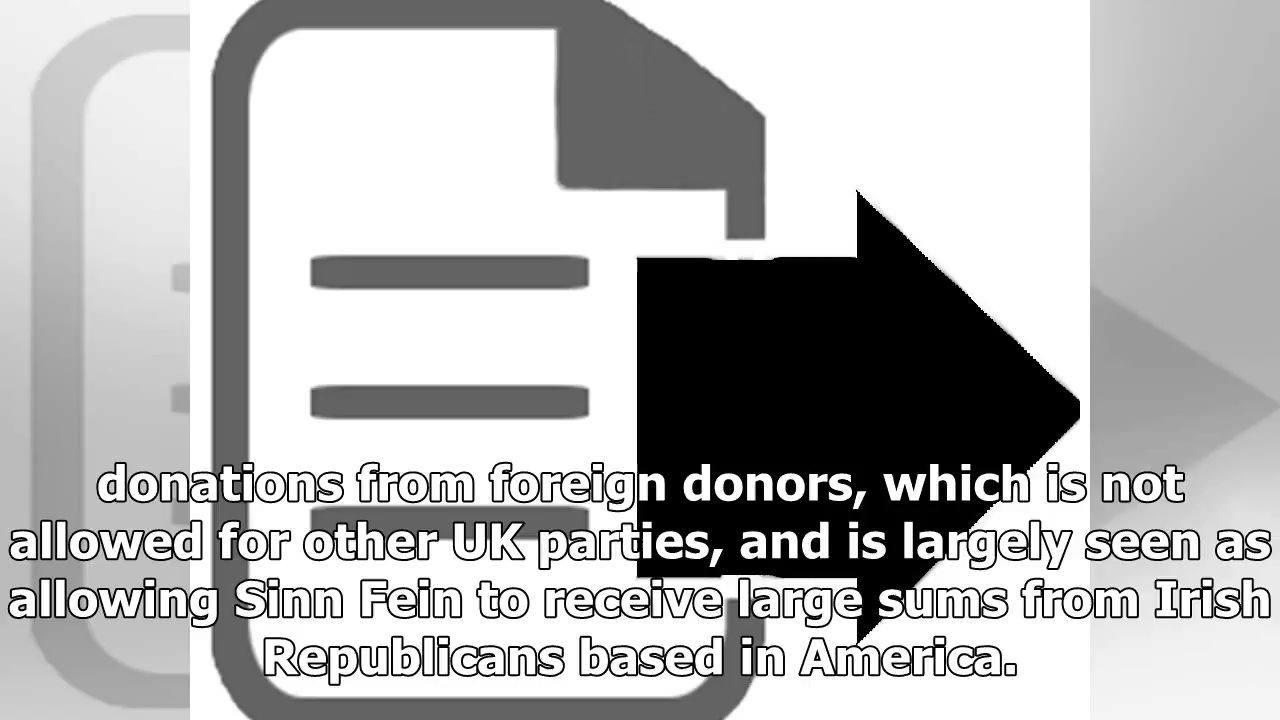 donations from foreign donors, which is not
allowed for other UK parties, and is largely seen as
allowing Sinn Fein to receive large sums from Irish
Republicans based in America.